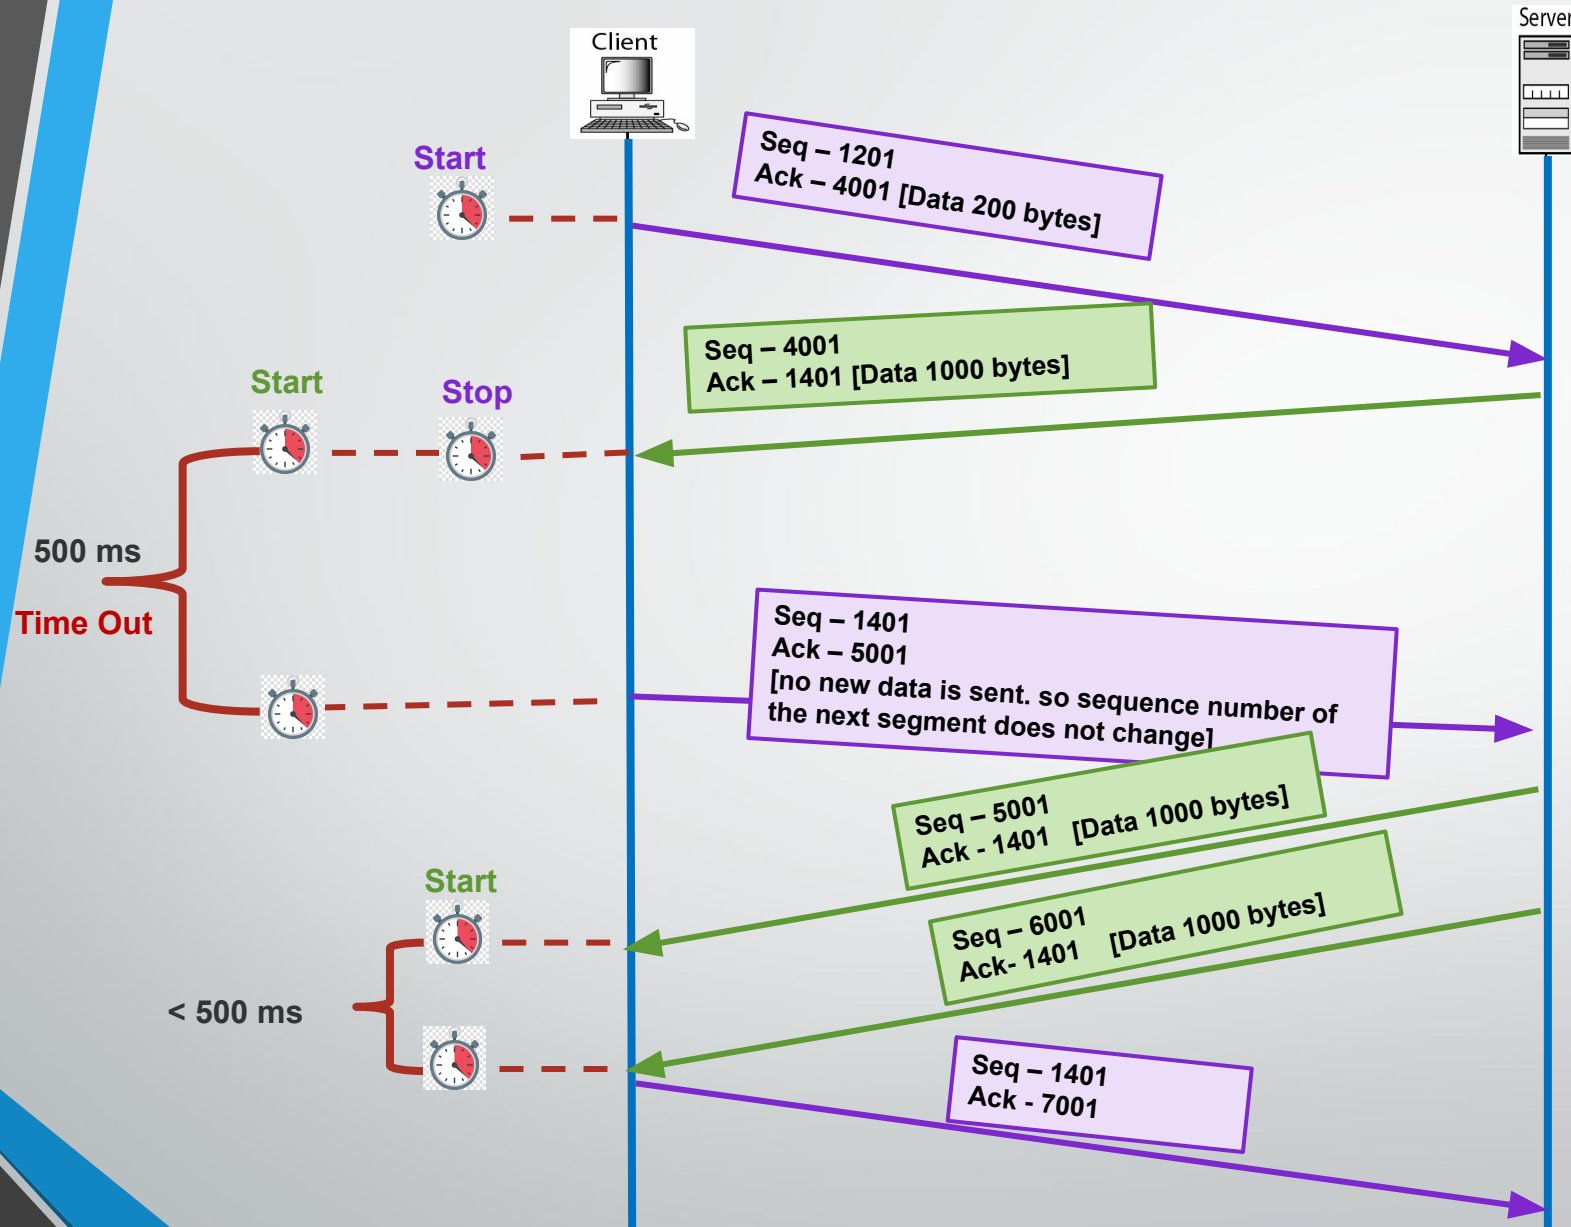 Server
Client
Start
Seq – 1201
Ack – 4001 [Data 200 bytes]
Seq – 4001
Ack – 1401 [Data 1000 bytes]
Start
Stop
500 ms
Time Out
Seq – 1401
Ack – 5001
[no new data is sent. so sequence number of
the next segment does not change]
Seq – 5001
Ack - 1401 [Data 1000 bytes]
Start
Seq – 6001
Ack- 1401 [Data 1000 bytes]
< 500 ms
Seq – 1401
Ack - 7001